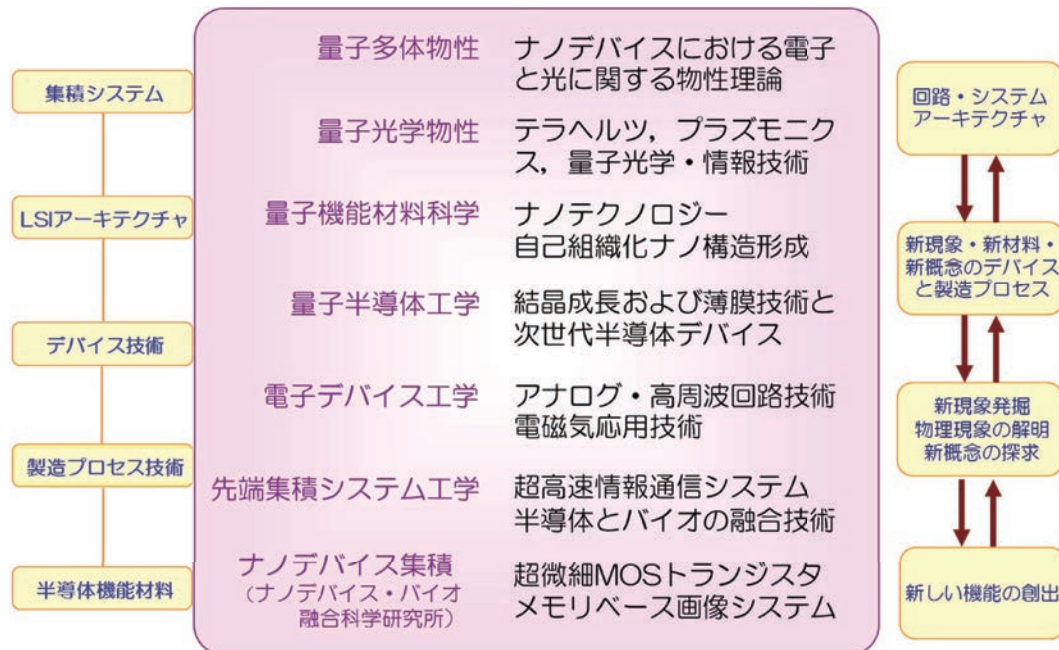 集積システム
LSIアーキテクチャ
デバイス技術
製造プロセス技術
半導体機能材料
量子多体物性
ナノデバイスにおける電子
と光に関する物性理論
量子光学物性
テラヘルツ，プラズモニク
ス，量子光学・情報技術
量子機能材料科学
ナノテクノロジー
自己組織化ナノ構造形成
量子半導体工学
結晶成長および薄膜技術と
次世代半導体デバイス
電子デバイス工学
アナログ・高周波回路技術
電磁気応用技術
先端集積システム工学
超高速情報通信システム
半導体とバイオの融合技術
ナノデバイス集積
（ナノデバイス・バイオ
融合科学研究所）
超微細MOSトランジスタ
メモリベース画像システム
回路・システム
アーキテクチャ
新現象・新材料・
新概念のデバイス
と製造プロセス
新現象発掘
物理現象の解明
新概念の探求
新しい機能の創出